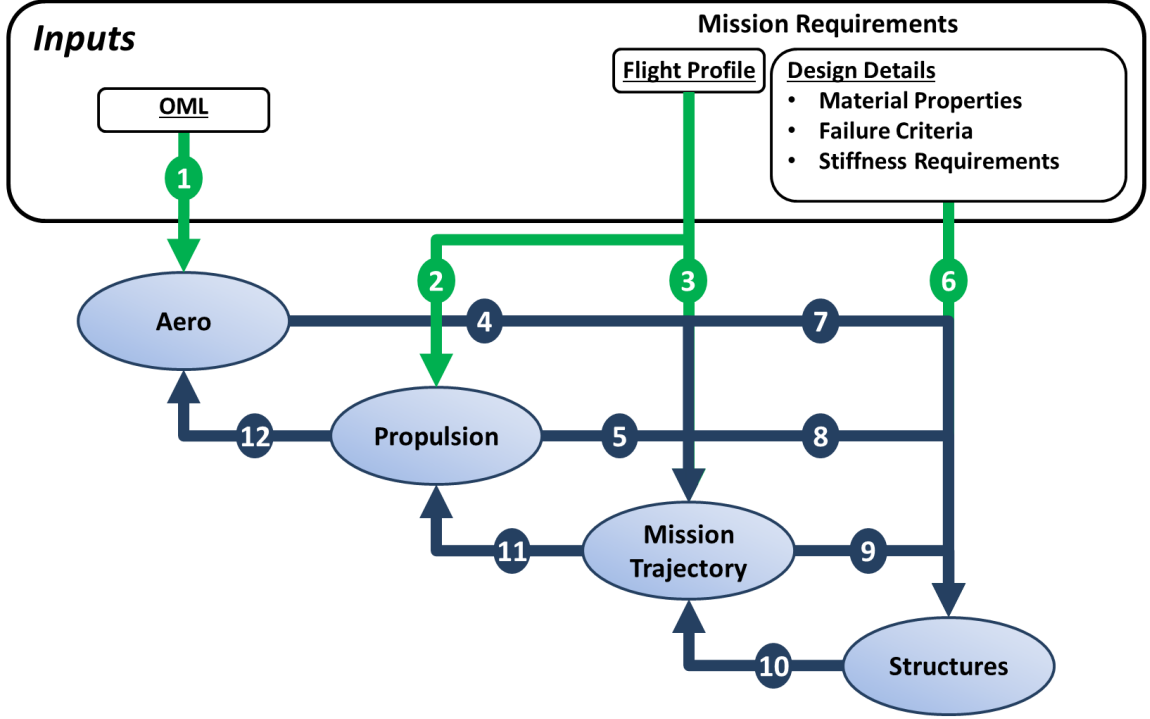 Inputs
Mission Requirements
OML
Flight Profile
Design Details
• Material Properties
• Failure Criteria
• Stiffness Requirements
1
2
3
6
Aero
4
7
12
Propulsion
5
8
11
Mission
Trajectory
9
10
Structures